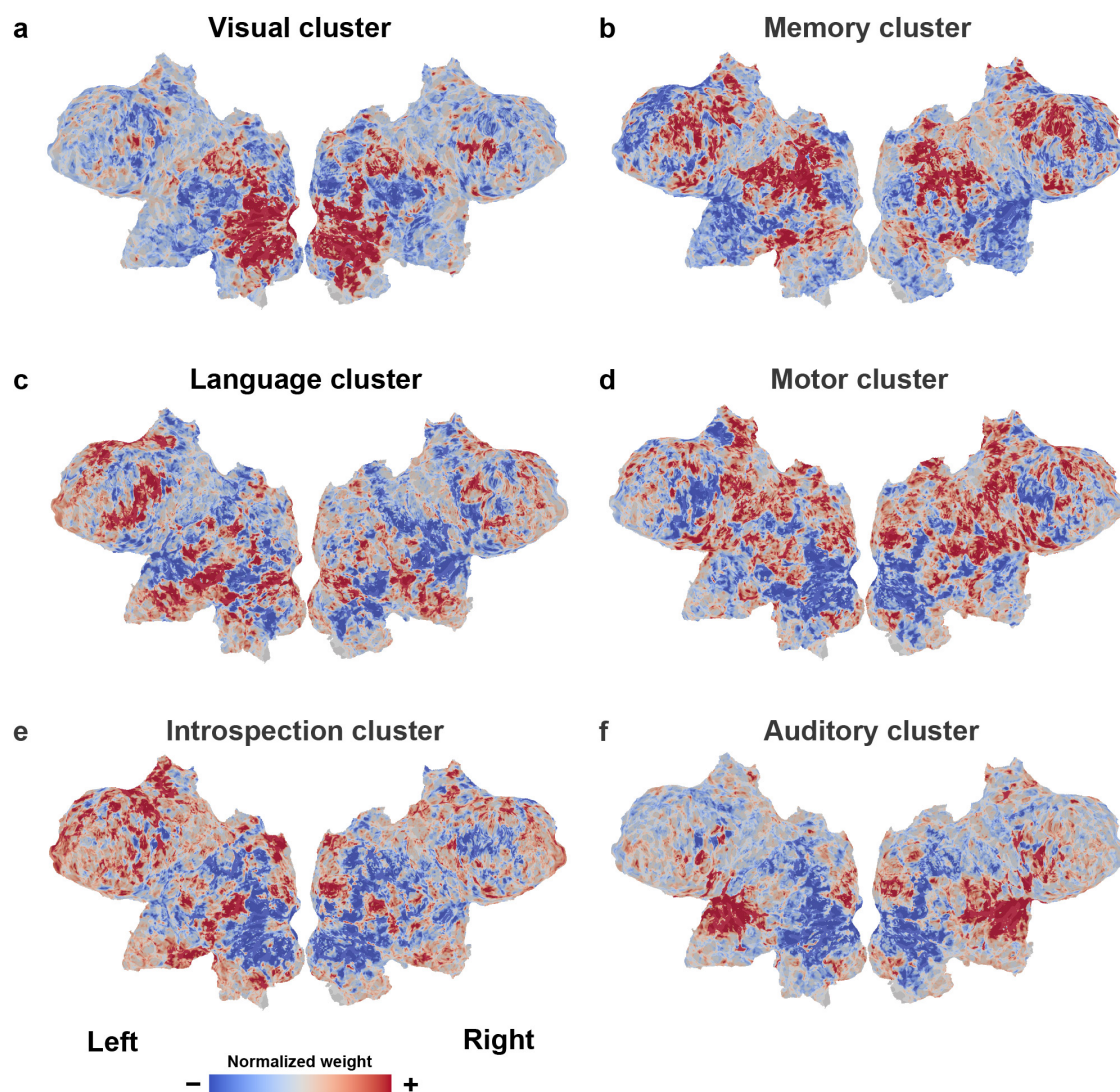 a Visual cluster
b Memory cluster
c Language cluster
d Motor cluster
e Introspection cluster
f Auditory cluster
Left
Right
Normalized weight
− +